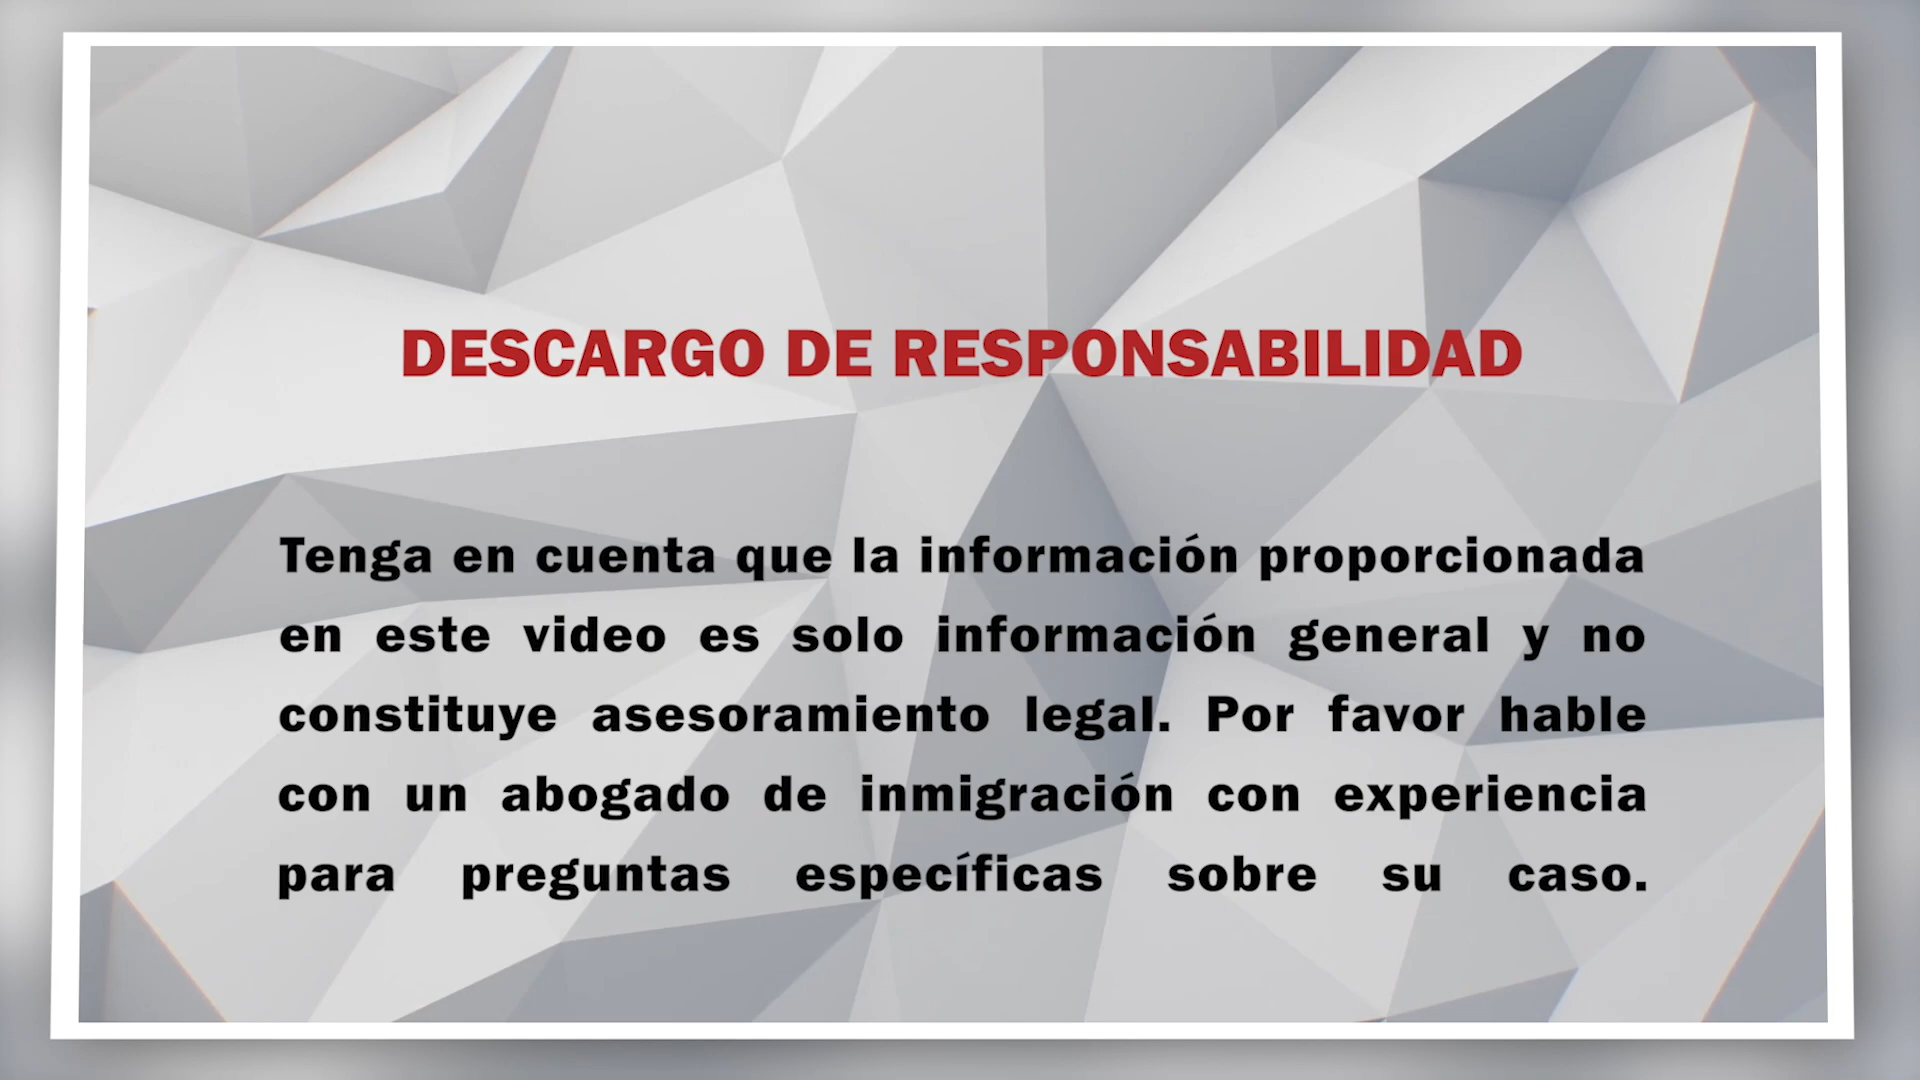 DESCARGO DE RESPONSABILIDAD
Tenga en cuenta que la información proporcionada
en este video es solo información general y no
constituye asesoramiento legal. Por favor hable
con un abogado de inmigración con experiencia
para preguntas específicas sobre su caso.